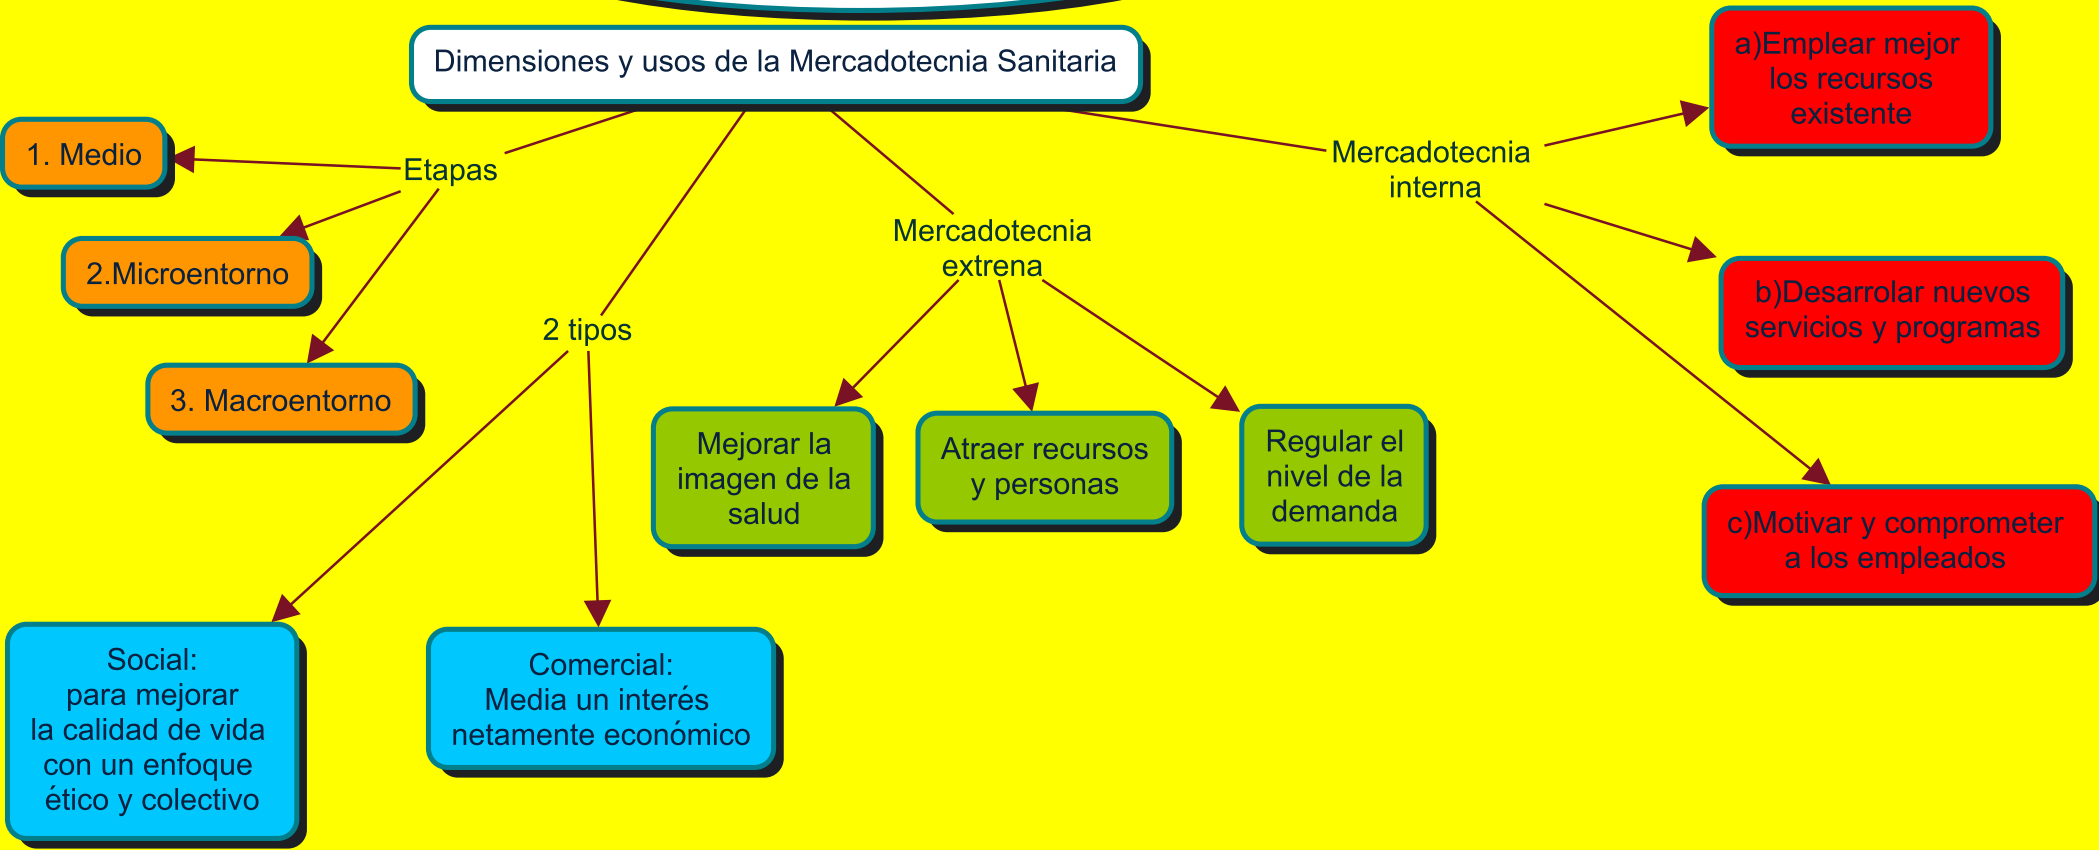 Dimensiones y usos de la Mercadotecnia Sanitaria
Etapas
1. Medio
2.Microentorno
3. Macroentorno
2 tipos
Social:
para mejorar
la calidad de vida
con un enfoque
ético y colectivo
Comercial:
Media un interés
netamente económico
Mercadotecnia
extrena
Mejorar la
imagen de la
salud
Atraer recursos
y personas
Regular el
nivel de la
demanda
Mercadotecnia
interna
a)Emplear mejor
los recursos
existente
b)Desarrolar nuevos
servicios y programas
c)Motivar y comprometer
a los empleados